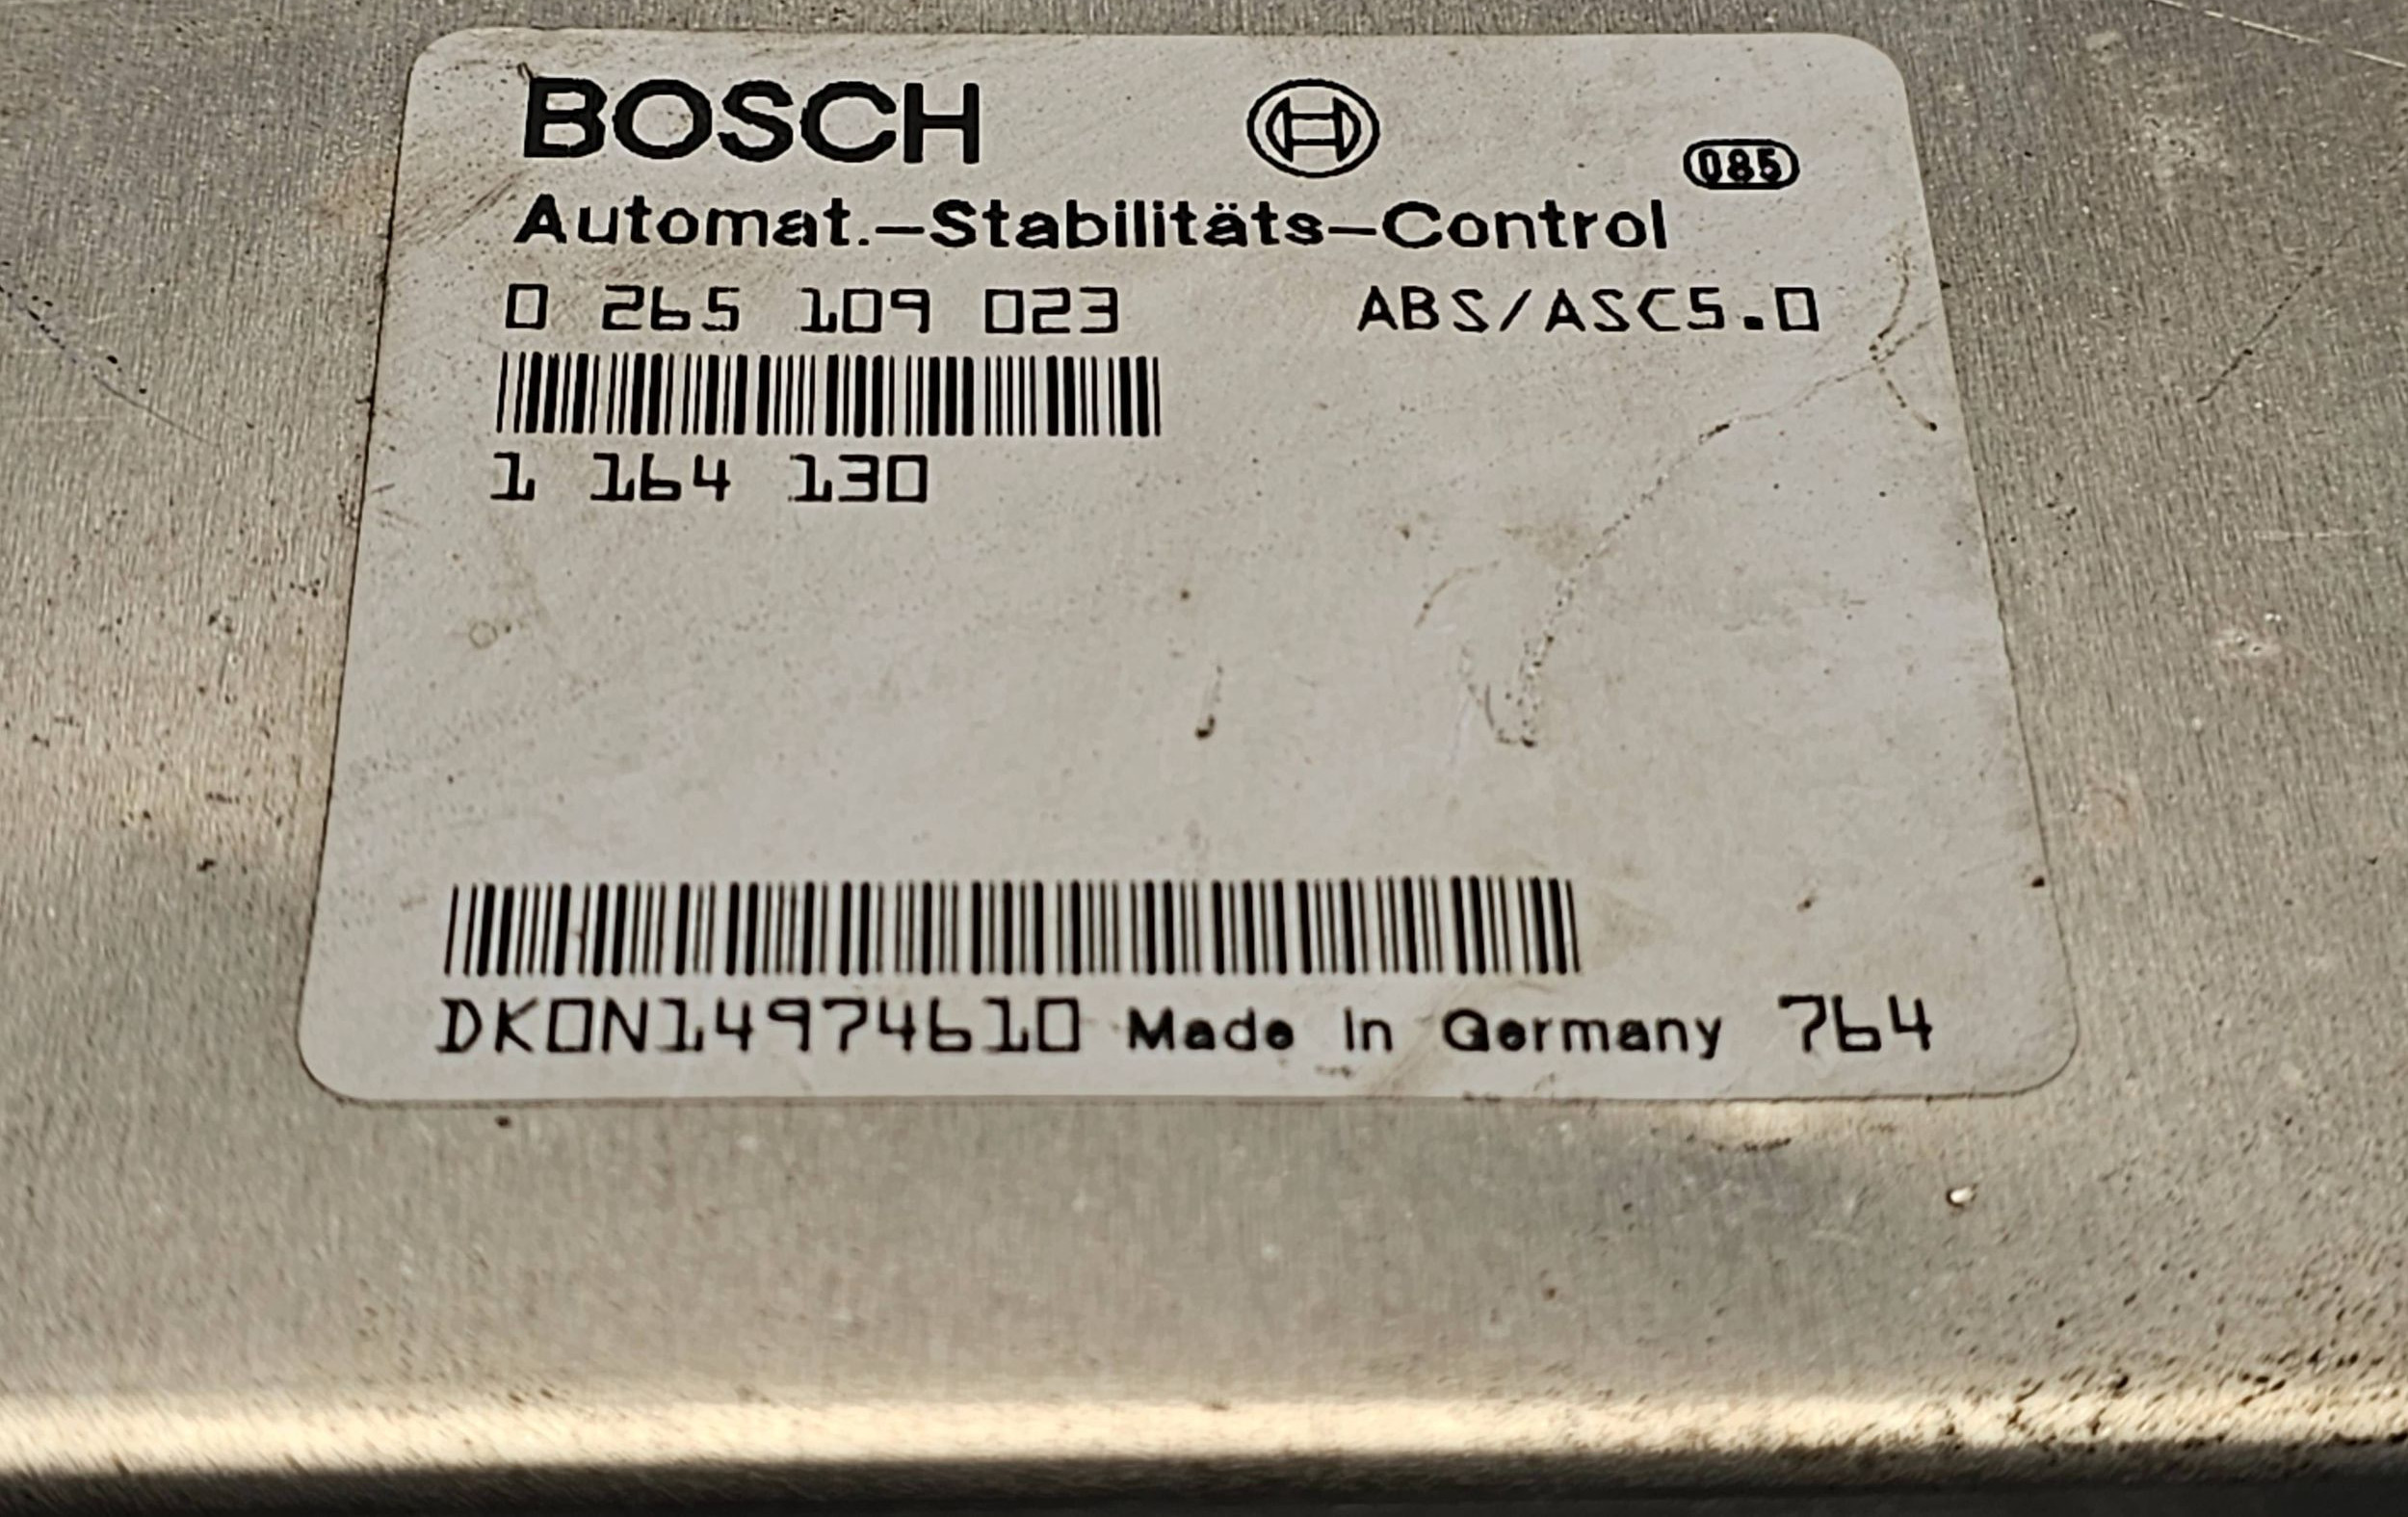 BOSCH
085
Automat.-Stabilitäts-Control
0 265 109 023 ABS/ASC5.0
1 164 130
DK0N14974610 Made in Germany 764